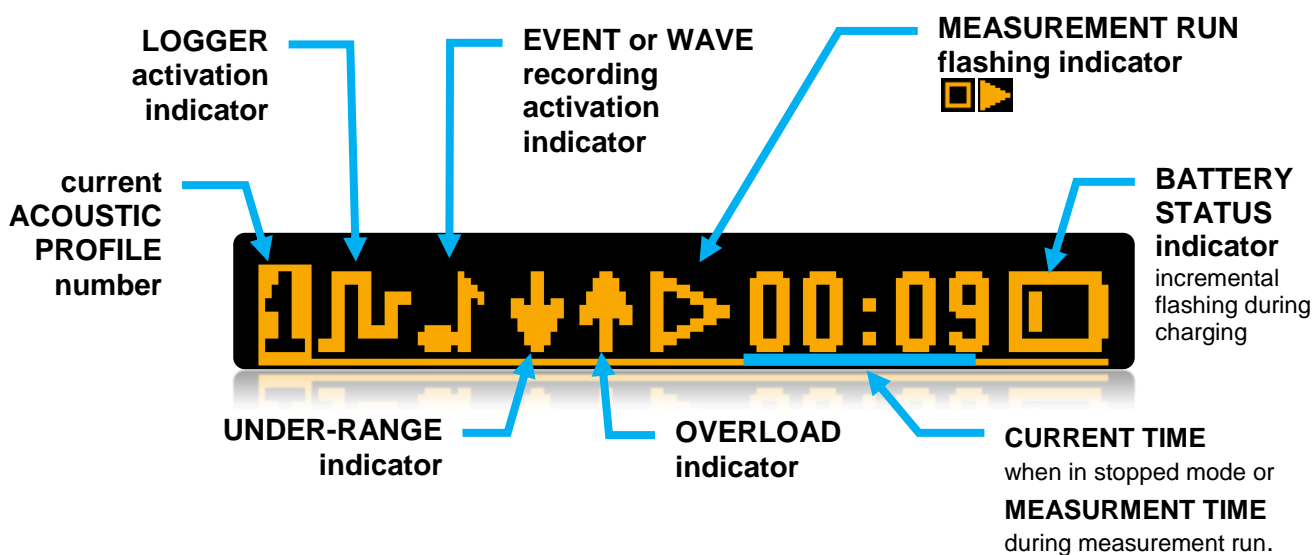 LOGGER
activation
indicator
EVENT or WAVE
recording
activation
indicator
MEASUREMENT RUN
flashing indicator
current
ACOUSTIC
PROFILE
number
BATTERY
STATUS
indicator
incremental
flashing during
charging
1 00:09
UNDER-RANGE
indicator
OVERLOAD
indicator
CURRENT TIME
when in stopped mode or
MEASURMENT TIME
during measurement run.